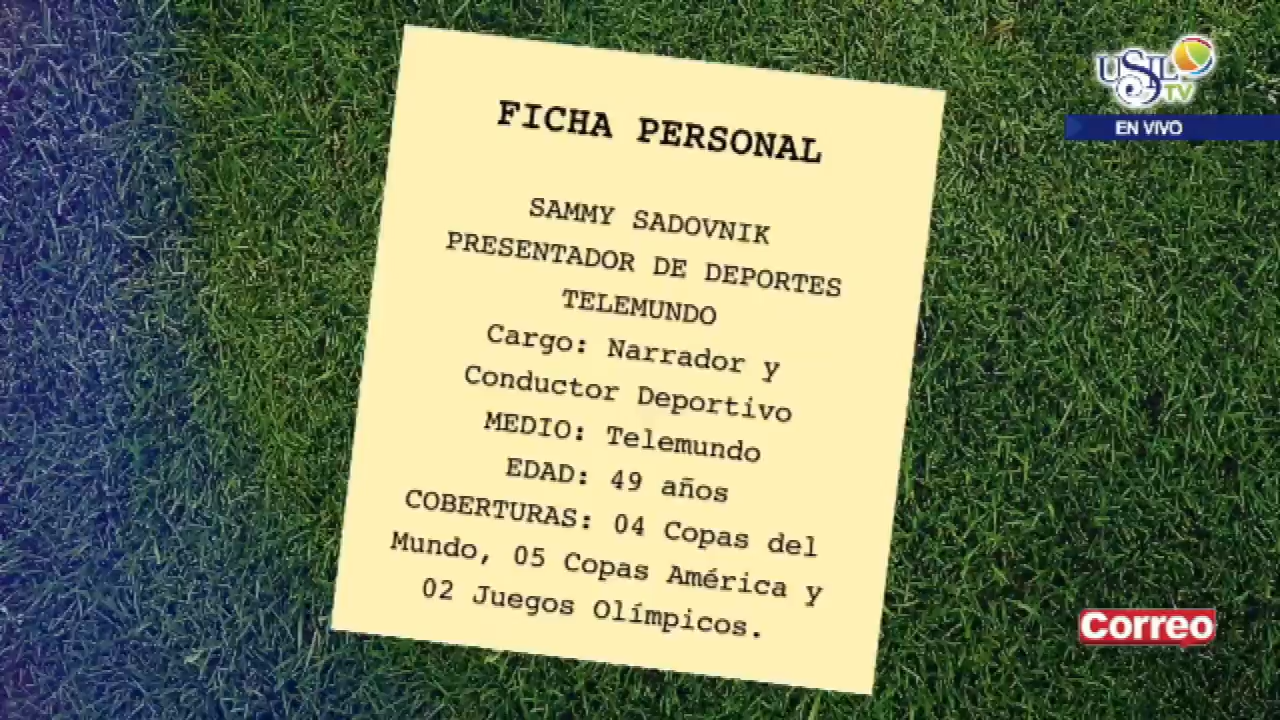 USIL
TV
EN VIVO
FICHA PERSONAL
SAMMY SADOVNIK
PRESENTADOR DE DEPORTES
TELEMUNDO
Cargo: Narrador y
Conductor Deportivo
MEDIO: Telemundo
EDAD: 49 años
COBERTURAS: 04 Copas del
Mundo, 05 Copas América y
02 Juegos Olímpicos.
Correo